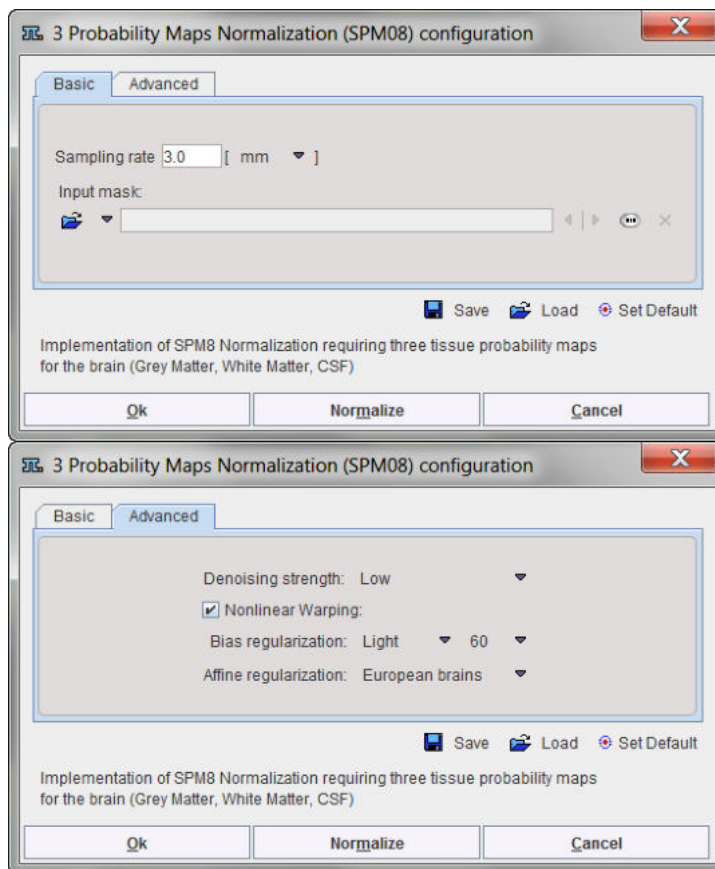 3 Probability Maps Normalization (SPM08) configuration
Basic Advanced
Sampling rate 3.0 [ mm ]
Input mask:
Save Load Set Default
Implementation of SPM8 Normalization requiring three tissue probability maps
for the brain (Grey Matter, White Matter, CSF)
Ok Normalize Cancel
3 Probability Maps Normalization (SPM08) configuration
Basic Advanced
Denoising strength: Low
Nonlinear Warping:
Bias regularization: Light 60
Affine regularization: European brains
Save Load Set Default
Implementation of SPM8 Normalization requiring three tissue probability maps
for the brain (Grey Matter, White Matter, CSF)
Ok Normalize Cancel